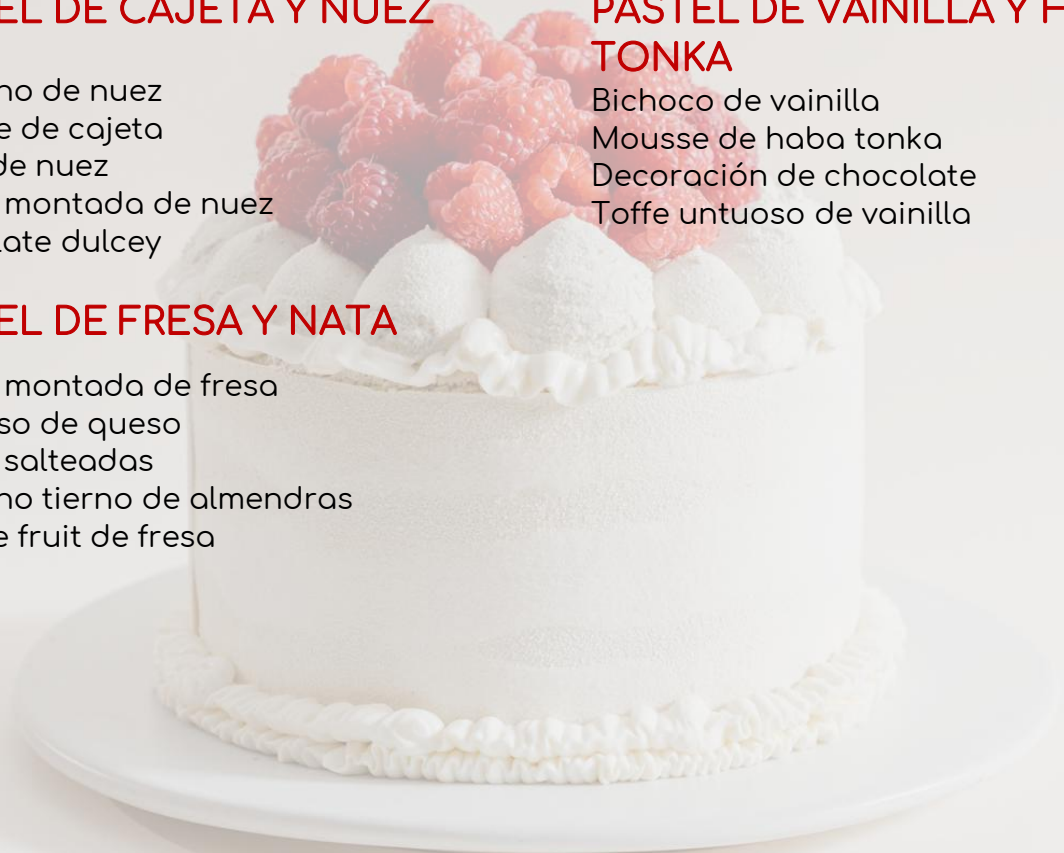 EL DE CAJETA Y NUEZ
no de nuez
e de cajeta
de nuez
montada de nuez
late dulcey
EL DE FRESA Y NATA
montada de fresa
so de queso
salteadas
no tierno de almendras
e fruit de fresa
PASTEL DE VAINILLA Y H
TONKA
Bichoco de vainilla
Mousse de haba tonka
Decoración de chocolate
Toffe untuoso de vainilla